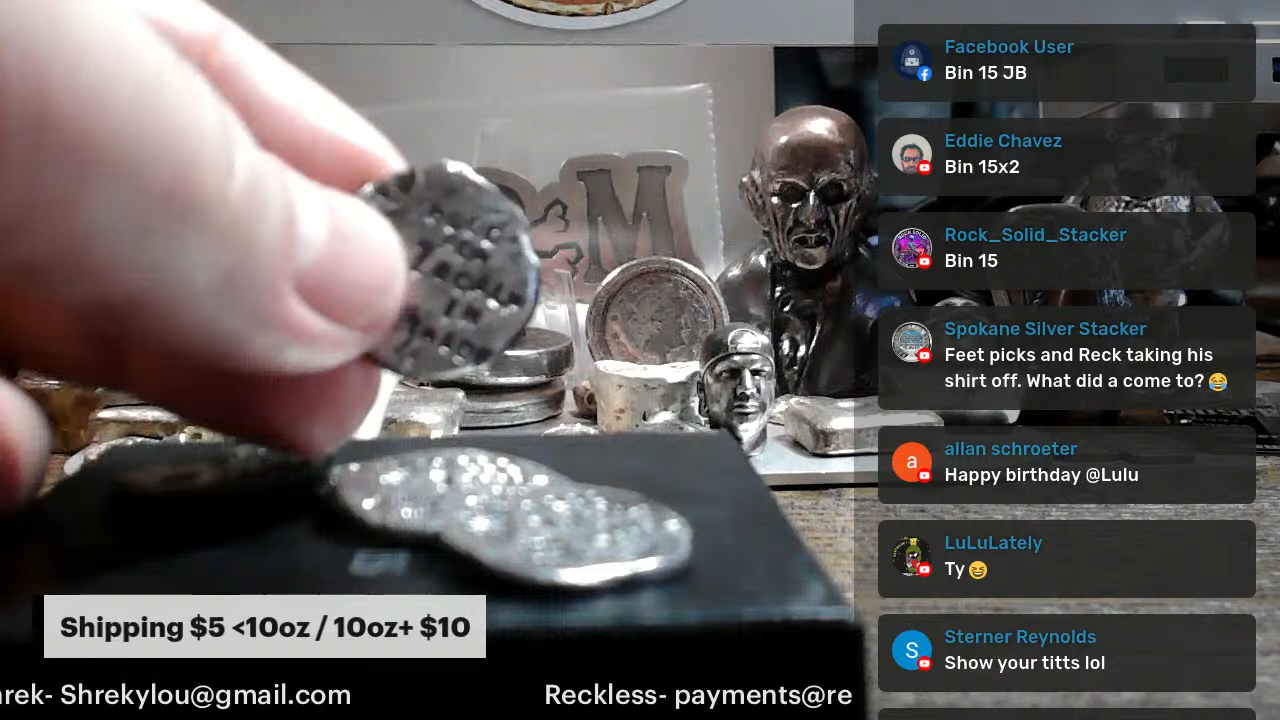 M
Shipping $5 <10oz / 10oz+ $10
rek- Shrekylou@gmail.com
Reckless- payments@re
Facebook User
Bin 15 JB
Eddie Chavez
Bin 15x2
Rock_Solid_Stacker
Bin 15
Spokane Silver Stacker
Feet picks and Reck taking his
shirt off. What did a come to? 😂
a
allan schroeter
Happy birthday @Lulu
LuLuLately
Ty 😆
S
Sterner Reynolds
Show your titts lol